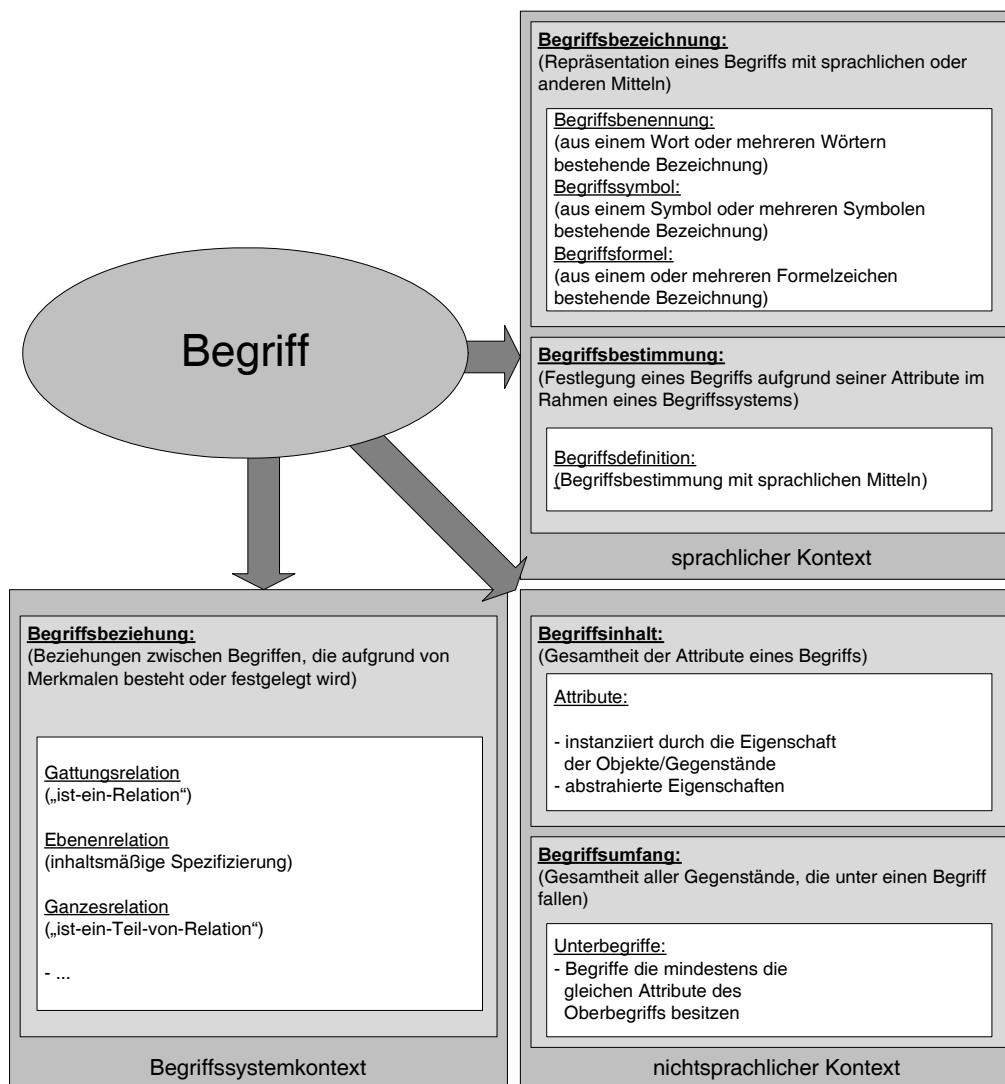 Begriff
Begriffsbezeichnung:
(Repräsentation eines Begriffs mit sprachlichen oder
anderen Mitteln)
Begriffsbenennung:
(aus einem Wort oder mehreren Wörtern
bestehende Bezeichnung)
Begriffssymbol:
(aus einem Symbol oder mehreren Symbolen
bestehende Bezeichnung)
Begriffsformel:
(aus einem oder mehreren Formelzeichen
bestehende Bezeichnung)
Begriffsbestimmung:
(Festlegung eines Begriffs aufgrund seiner Attribute im
Rahmen eines Begriffssystems)
Begriffsdefinition:
(Begriffsbestimmung mit sprachlichen Mitteln)
sprachlicher Kontext
Begriffsbeziehung:
(Beziehungen zwischen Begriffen, die aufgrund von
Merkmalen besteht oder festgelegt wird)
Gattungsrelation
(„ist-ein-Relation“)
Ebenenrelation
(inhaltsmäßige Spezifizierung)
Ganzesrelation
(„ist-ein-Teil-von-Relation“)
- ...
Begriffssystemkontext
Begriffsinhalt:
(Gesamtheit der Attribute eines Begriffs)
Attribute:
- instanziiert durch die Eigenschaft
der Objekte/Gegenstände
- abstrahierte Eigenschaften
Begriffsumfang:
(Gesamtheit aller Gegenstände, die unter einen Begriff
fallen)
Unterbegriffe:
- Begriffe die mindestens die
gleichen Attribute des
Oberbegriffs besitzen
nichtsprachlicher Kontext